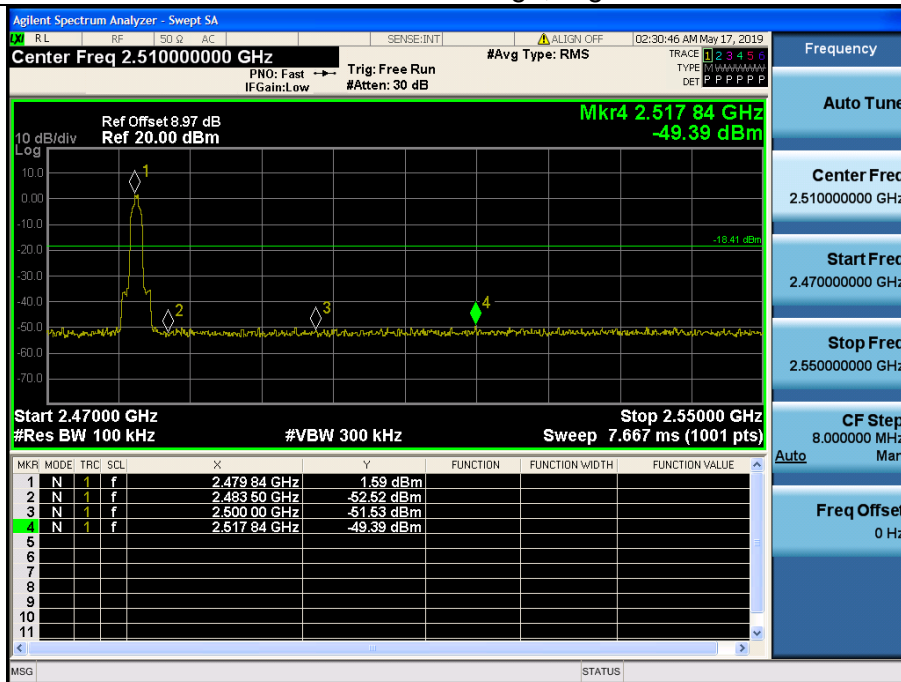 Agilent Spectrum Analyzer - Swept SA
LXI RL RF 50 Ω AC SENSE:INT ALIGN OFF 02:30:46 AM May 17, 2019
Center Freq 2.510000000 GHz #Avg Type: RMS TRACE 1 2 3 4 5 6
PNO: Fast Trig: Free Run TYPE M WWWWW
IFGain:Low #Atten: 30 dB DET P P P P P P
Mkr4 2.517 84 GHz
-49.39 dBm
Ref Offset 8.97 dB
10 dB/div Ref 20.00 dBm
Log
10.0
0.00
-10.0
-20.0
-30.0
-40.0
-50.0
-60.0
-70.0
1
2
3
4
-18.41 dBm
Start 2.47000 GHz Stop 2.55000 GHz
#Res BW 100 kHz #VBW 300 kHz Sweep 7.667 ms (1001 pts)
MKR MODE TRC SCL X Y FUNCTION FUNCTION WIDTH FUNCTION VALUE
1 N 1 f 2.479 84 GHz 1.59 dBm
2 N 1 f 2.483 50 GHz -52.52 dBm
3 N 1 f 2.500 00 GHz -51.53 dBm
4 N 1 f 2.517 84 GHz -49.39 dBm
5
6
7
8
9
10
11
MSG STATUS
Frequency
Auto Tune
Center Freq
2.510000000 GHz
Start Freq
2.470000000 GHz
Stop Freq
2.550000000 GHz
CF Step
8.000000 MHz
Auto Man
Freq Offset
0 Hz